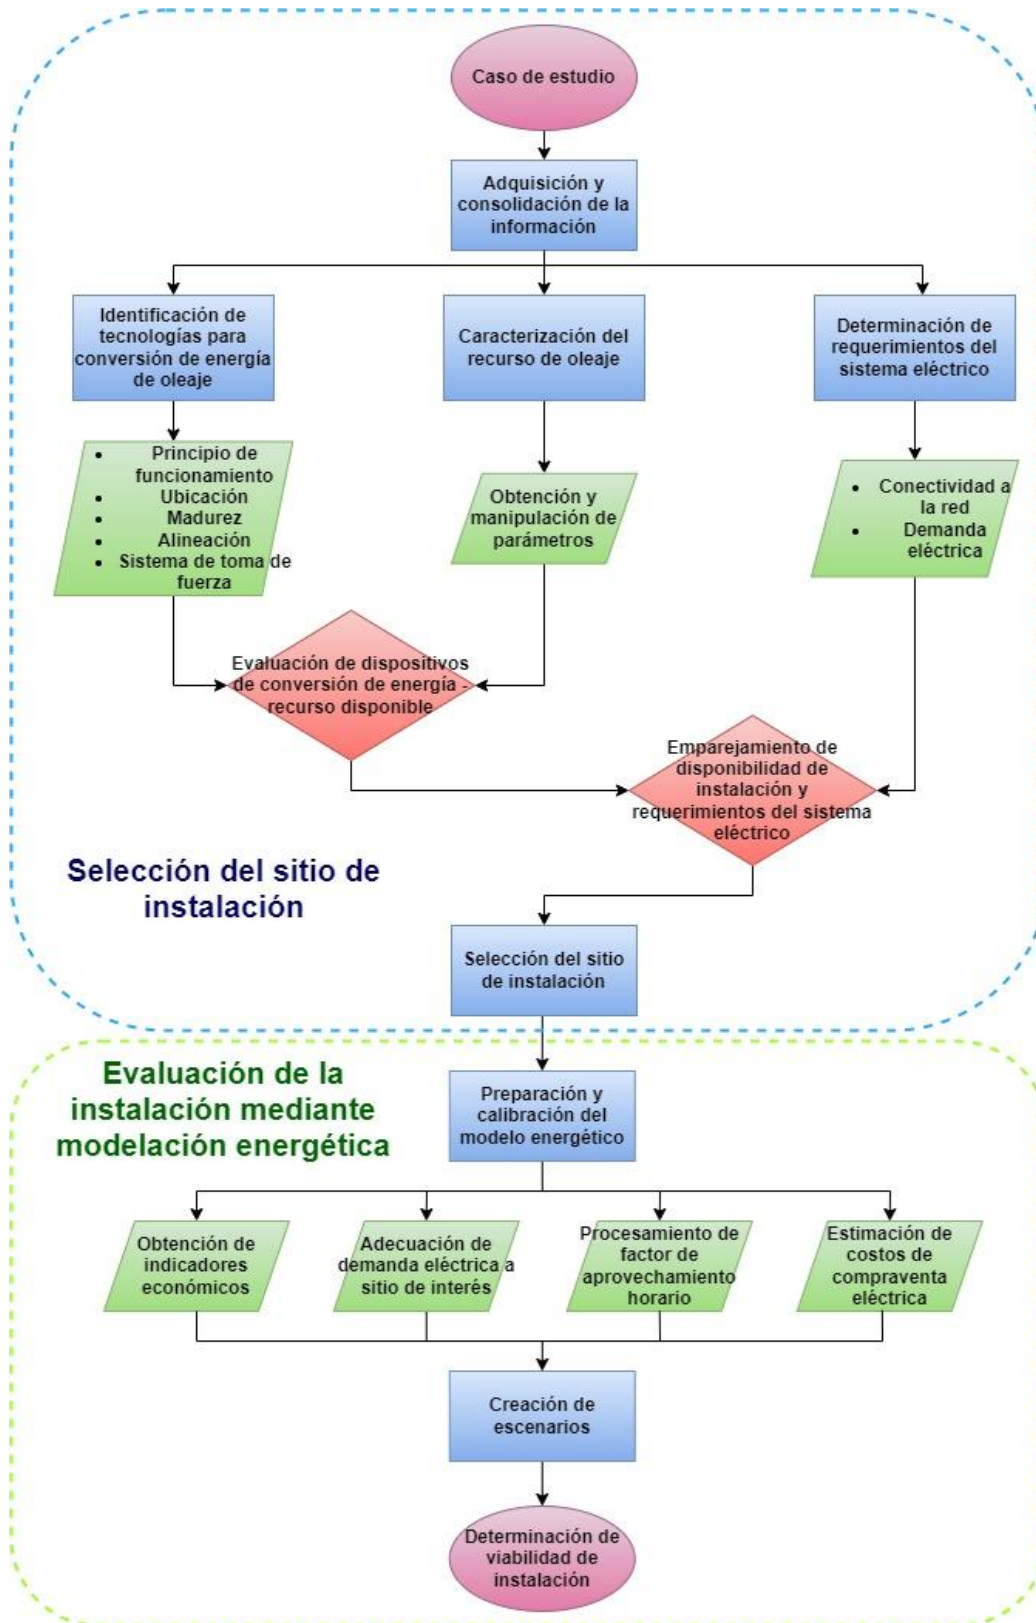 Caso de estudio
Adquisición y
consolidación de la
información
Identificación de
tecnologías para
conversión de energía
de oleaje
Caracterización del
recurso de oleaje
Determinación de
requerimientos del
sistema eléctrico
• Principio de
funcionamiento
• Ubicación
• Madurez
• Alineación
• Sistema de toma de
fuerza
Obtención y
manipulación de
parámetros
• Conectividad a
la red
• Demanda
eléctrica
Evaluación de dispositivos
de conversión de energía -
recurso disponible
Emparejamiento de
disponibilidad de
instalación y
requerimientos del sistema
eléctrico
Selección del sitio de
instalación
Selección del sitio
de instalación
Evaluación de la
instalación mediante
modelación energética
Preparación y
calibración del
modelo energético
Obtención de
indicadores
económicos
Adecuación de
demanda eléctrica a
sitio de interés
Procesamiento de
factor de
aprovechamiento
horario
Estimación de
costos de
compraventa
eléctrica
Creación de
escenarios
Determinación de
viabilidad de
instalación